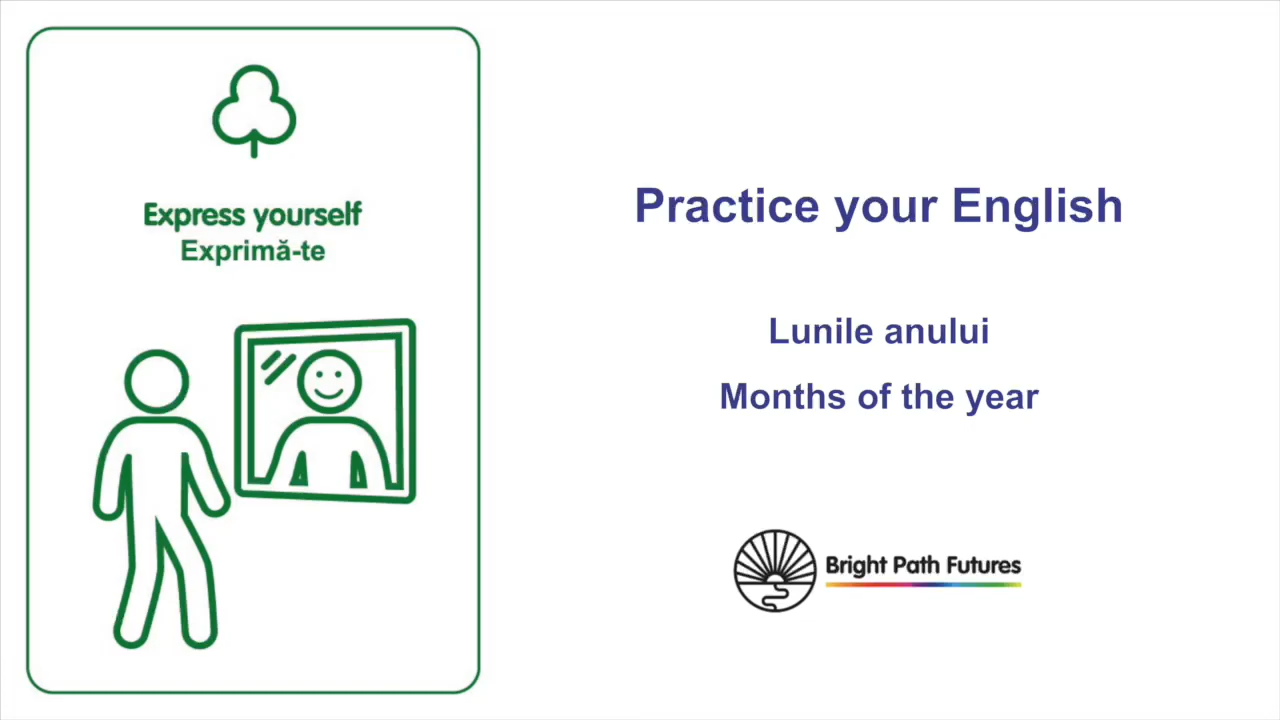 Express yourself
Exprimă-te
Practice your English
Lunile anului
Months of the year
Bright Path Futures